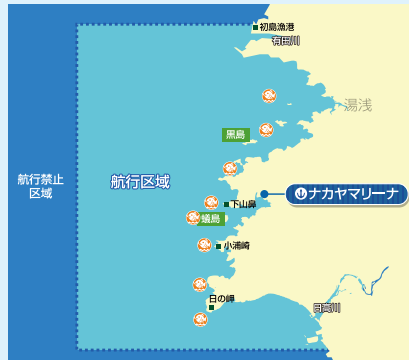 初島漁港
有田川
湯浅
黒島
航行禁止
区域
航行区域
ナカヤマリーナ
下山鼻
蟻島
小浦崎
日の岬
日高川